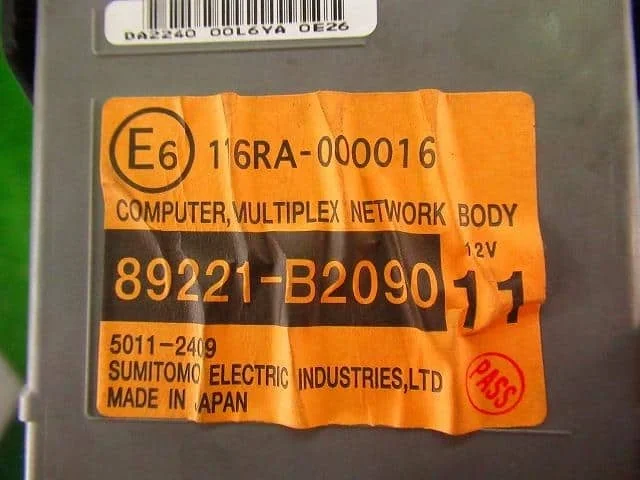 DA2240 00L6YA 0E26
E6 116RA-000016
COMPUTER,MULTIPLEX NETWORK BODY
12V
89221-B2090 11
5011-2409
SUMITOMO ELECTRIC INDUSTRIES,LTD
MADE IN JAPAN
PASS